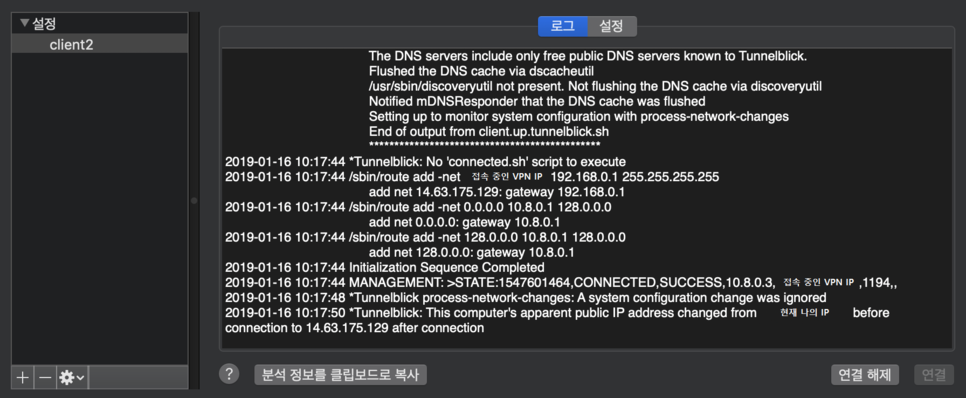 설정
client2
로그 설정
The DNS servers include only free public DNS servers known to Tunnelblick.
Flushed the DNS cache via dscacheutil
/usr/sbin/discoveryutil not present. Not flushing the DNS cache via discoveryutil
Notified mDNSResponder that the DNS cache was flushed
Setting up to monitor system configuration with process-network-changes
End of output from client.up.tunnelblick.sh
**********************************************
2019-01-16 10:17:44 *Tunnelblick: No 'connected.sh' script to execute
2019-01-16 10:17:44 /sbin/route add -net 접속 중인 VPN IP 192.168.0.1 255.255.255.255
add net 14.63.175.129: gateway 192.168.0.1
2019-01-16 10:17:44 /sbin/route add -net 0.0.0.0 10.8.0.1 128.0.0.0
add net 0.0.0.0: gateway 10.8.0.1
2019-01-16 10:17:44 /sbin/route add -net 128.0.0.0 10.8.0.1 128.0.0.0
add net 128.0.0.0: gateway 10.8.0.1
2019-01-16 10:17:44 Initialization Sequence Completed
2019-01-16 10:17:44 MANAGEMENT: >STATE:1547601464,CONNECTED,SUCCESS,10.8.0.3, 접속 중인 VPN IP ,1194,,
2019-01-16 10:17:48 *Tunnelblick process-network-changes: A system configuration change was ignored
2019-01-16 10:17:50 *Tunnelblick: This computer's apparent public IP address changed from 현재 나의 IP before
connection to 14.63.175.129 after connection
? 분석 정보를 클립보드로 복사 연결 해제 연결